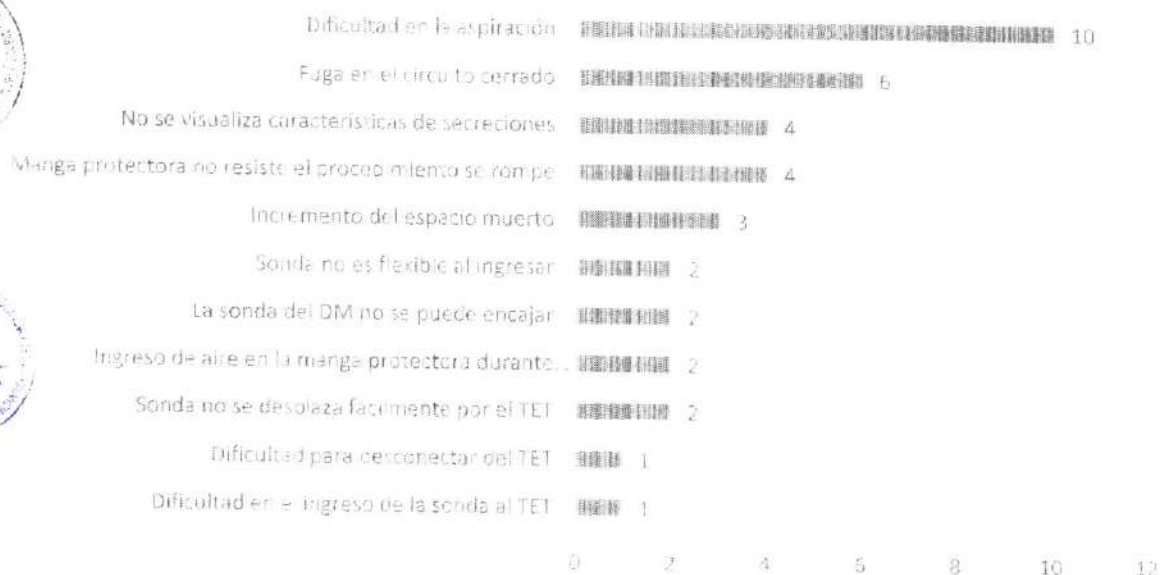 Dificultad en la aspiración 10
Fuga en el circuito cerrado 6
No se visualiza características de secreciones 4
Manga protectora no resiste el procedimiento se rompe 4
Incremento del espacio muerto 3
Sonda no es flexible al ingresar 2
La sonda del DM no se puede encajar 2
Ingreso de aire en la manga protectora durante... 2
Sonda no se desplaza facilmente por el TET 2
Dificultad para desconectar del TET 1
Dificultad en el ingreso de la sonda al TET 1
0 2 4 6 8 10 12